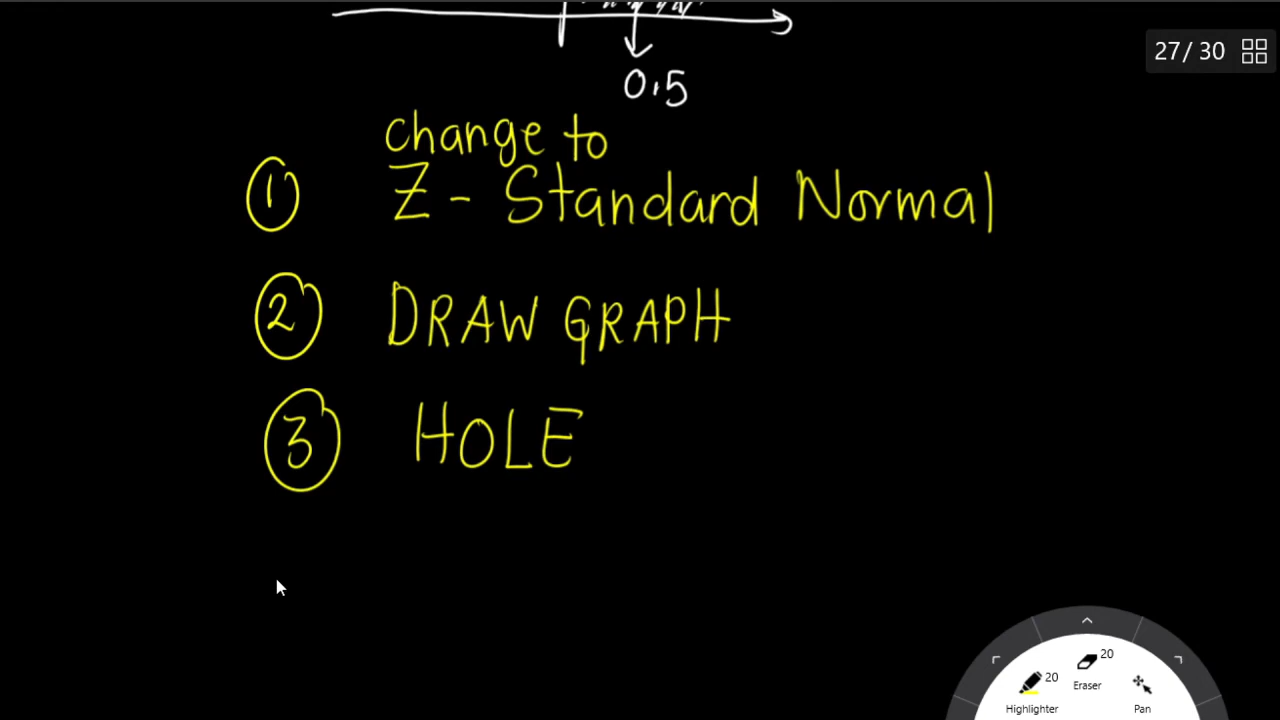 27/ 30
0.5
change to
1 Z - Standard Normal
2 DRAW GRAPH
3 HOLE
20
Eraser
20
Highlighter
Pan